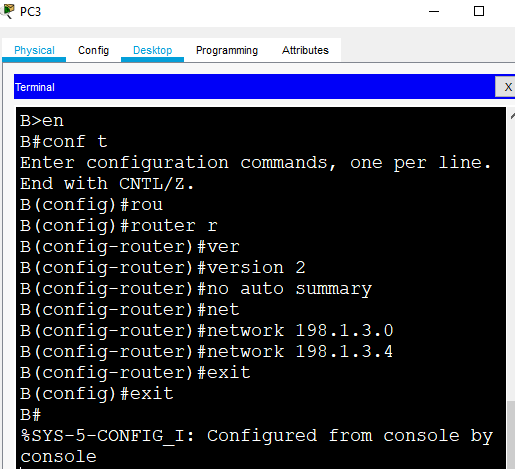 PC3
Physical Config Desktop Programming Attributes
Terminal X
B>en
B#conf t
Enter configuration commands, one per line.
End with CNTL/Z.
B(config)#rou
B(config)#router r
B(config-router)#ver
B(config-router)#version 2
B(config-router)#no auto summary
B(config-router)#net
B(config-router)#network 198.1.3.0
B(config-router)#network 198.1.3.4
B(config-router)#exit
B(config)#exit
B#
%SYS-5-CONFIG_I: Configured from console by
console